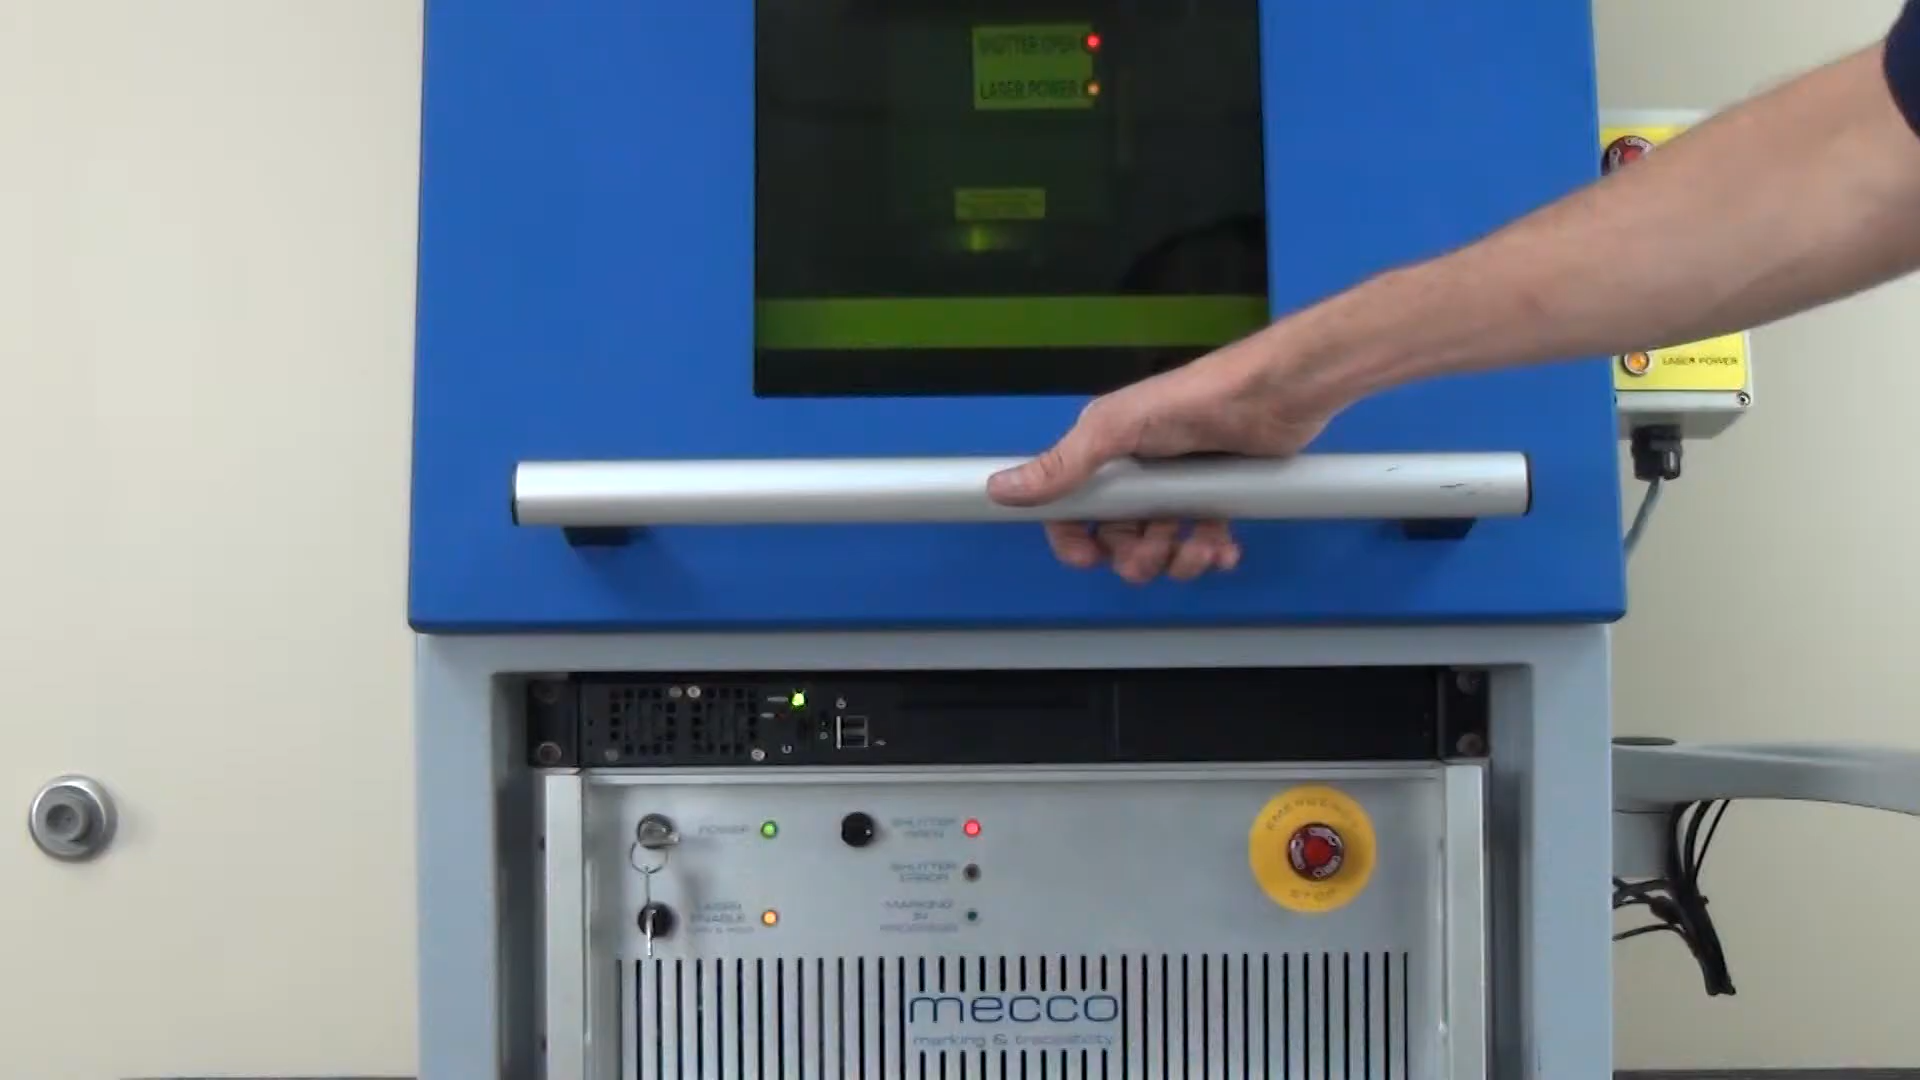 SHUTTER OPEN
LASER POWER
LASER POWER
POWER
SHUTTER
OPEN
SHUTTER
ERROR
LASER
ENABLE
MARKING
IN
PROGRESS
EMERGENCY
STOP
mecco
marking & traceability